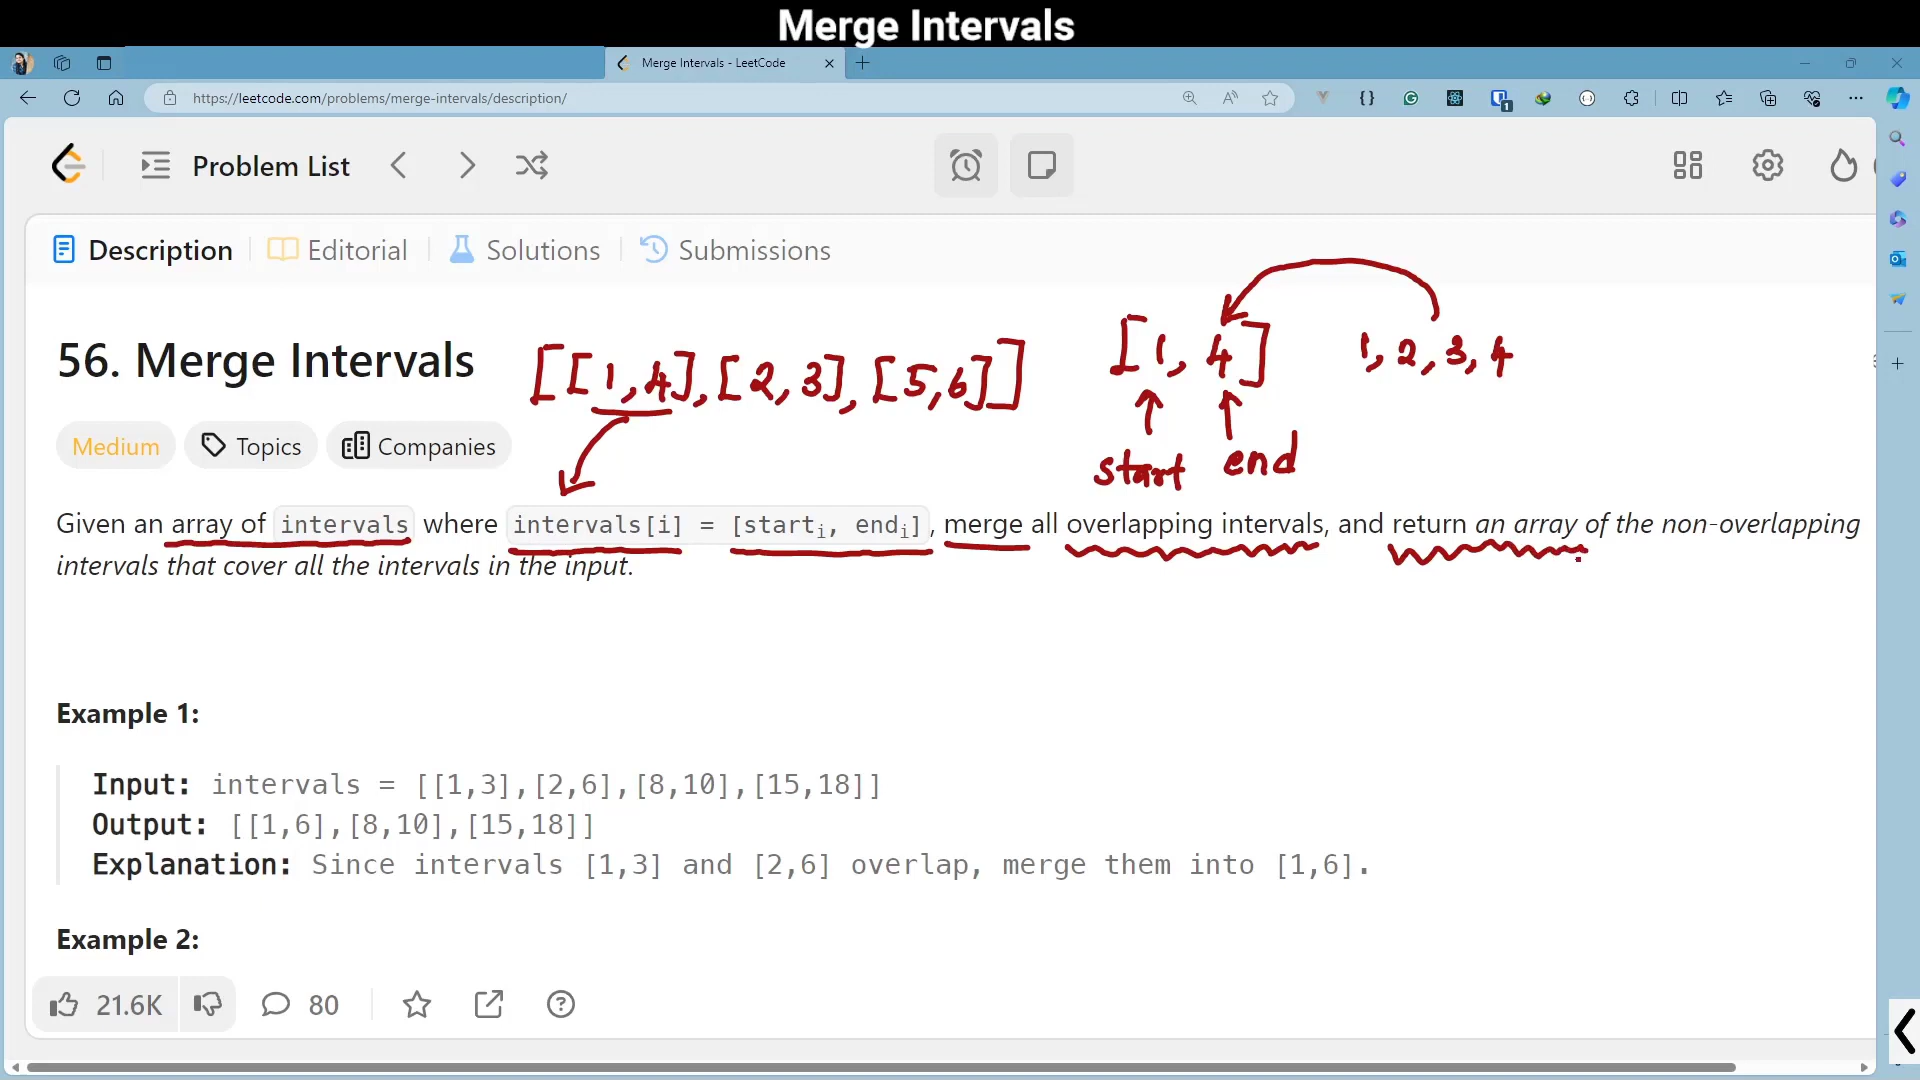 Merge Intervals
Merge Intervals - LeetCode
https://leetcode.com/problems/merge-intervals/description/
1
Problem List
Description Editorial Solutions Submissions
56. Merge Intervals
[[1,4],[2,3],[5,6]]
[1, 4] 1,2,3,4
start end
Medium Topics Companies
Given an array of intervals where intervals[i] = [starti, endi], merge all overlapping intervals, and return an array of the non-overlapping
intervals that cover all the intervals in the input.
Example 1:
Input: intervals = [[1,3],[2,6],[8,10],[15,18]]
Output: [[1,6],[8,10],[15,18]]
Explanation: Since intervals [1,3] and [2,6] overlap, merge them into [1,6].
Example 2:
21.6K 80